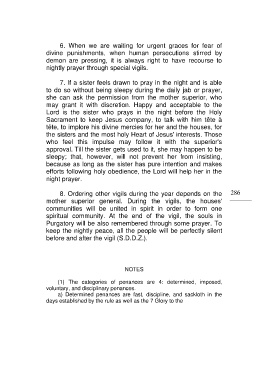 6. When we are waiting for urgent graces for fear of
divine punishments, when human persecutions stirred by
demon are pressing, it is always right to have recourse to
nightly prayer through special vigils.
7. If a sister feels drawn to pray in the night and is able
to do so without being sleepy during the daily jab or prayer,
she can ask the permission from the mother superior, who
may grant it with discretion. Happy and acceptable to the
Lord is the sister who prays in the night before the Holy
Sacrament to keep Jesus company, to talk with him tête à
tête, to implore his divine mercies for her and the houses, for
the sisters and the most holy Heart of Jesus' interests. Those
who feel this impulse may follow it with the superior's
approval. Till the sister gets used to it, she may happen to be
sleepy; that, however, will not prevent her from insisting,
because as long as the sister has pure intention and makes
efforts following holy obedience, the Lord will help her in the
night prayer.
8. Ordering other vigils during the year depends on the
mother superior general. During the vigils, the houses'
communities will be united in spirit in order to form one
spiritual community. At the end of the vigil, the souls in
Purgatory will be also remembered through some prayer. To
keep the nightly peace, all the people will be perfectly silent
before and after the vigil (S.D.D.Z.).
286
NOTES
(1) The categories of penances are 4: determined, imposed,
voluntary, and disciplinary penances.
a) Determined penances are fast, discipline, and sackloth in the
days established by the rule as well as the 7 Glory to the